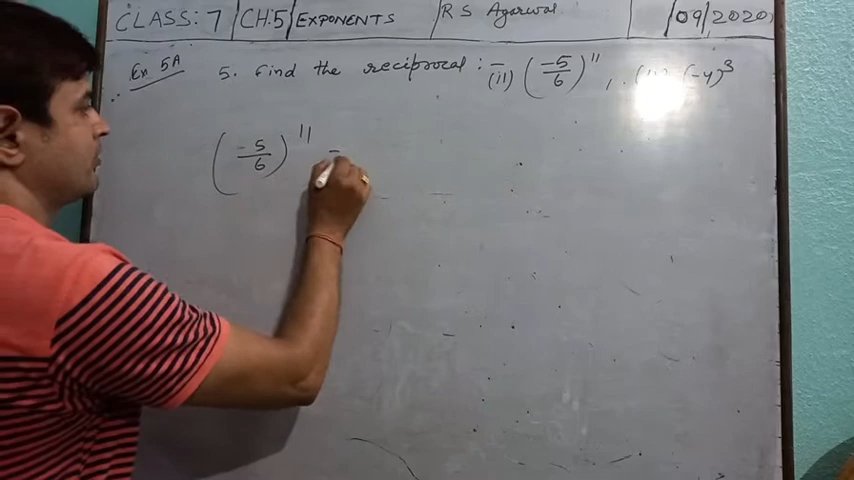 CLASS: 7 CH:5 EXPONENTS R S Agarwal /09/2020
Ex 5A 5. Find the reciprocal :- (ii) (-5/6)^11 , (-4)^3
(-5/6)^11 =